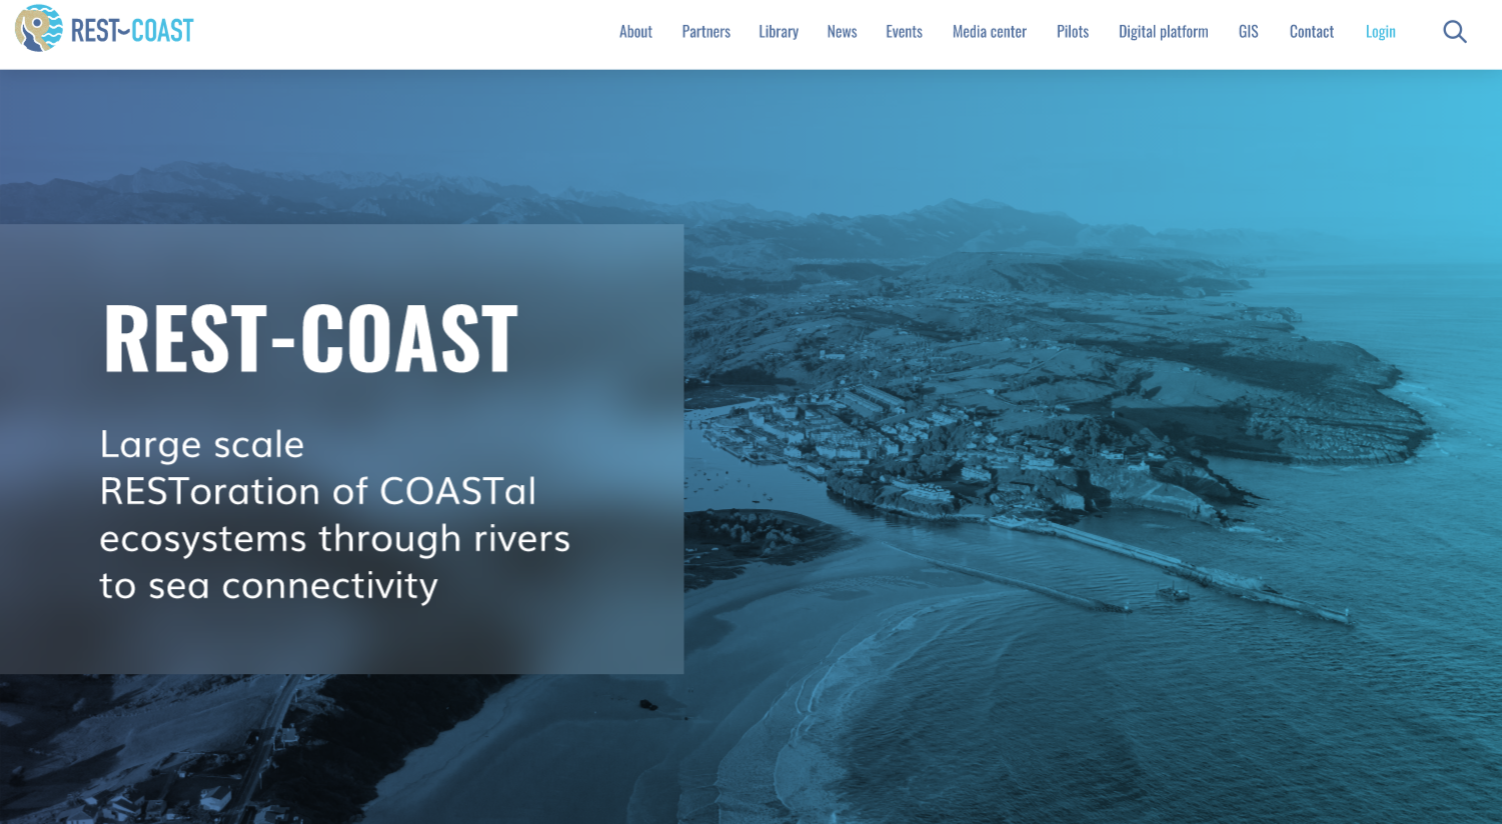 REST-COAST
About Partners Library News Events Media center Pilots Digital platform GIS Contact Login
REST-COAST
Large scale
RESToration of COASTal
ecosystems through rivers
to sea connectivity